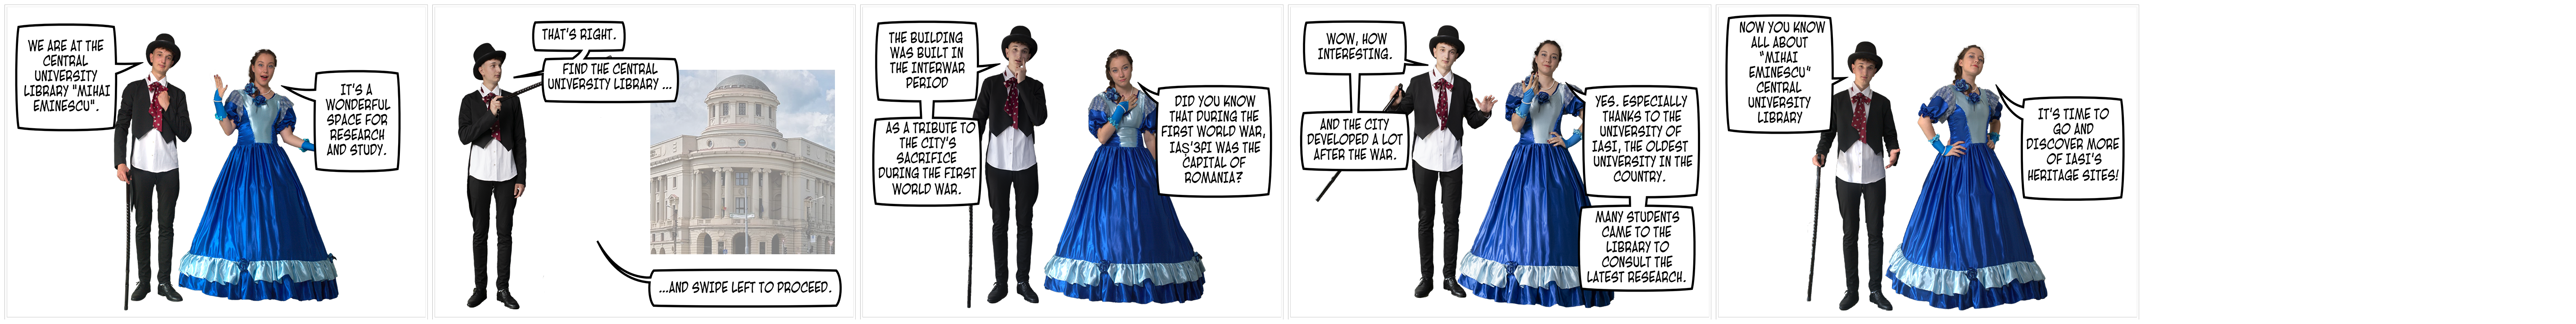 WE ARE AT THE
CENTRAL
UNIVERSITY
LIBRARY "MIHAI
EMINESCU".
IT'S A
WONDERFUL
SPACE FOR
RESEARCH
AND STUDY.
THAT'S RIGHT.
FIND THE CENTRAL
UNIVERSITY LIBRARY ...
...AND SWIPE LEFT TO PROCEED.
THE BUILDING
WAS BUILT IN
THE INTERWAR
PERIOD
AS A TRIBUTE TO
THE CITY'S
SACRIFICE
DURING THE FIRST
WORLD WAR.
DID YOU KNOW
THAT DURING THE
FIRST WORLD WAR,
IAȘ'3PI WAS THE
CAPITAL OF
ROMANIA?
WOW, HOW
INTERESTING.
AND THE CITY
DEVELOPED A LOT
AFTER THE WAR.
YES. ESPECIALLY
THANKS TO THE
UNIVERSITY OF
IASI, THE OLDEST
UNIVERSITY IN THE
COUNTRY.
MANY STUDENTS
CAME TO THE
LIBRARY TO
CONSULT THE
LATEST RESEARCH.
NOW YOU KNOW
ALL ABOUT
"MIHAI
EMINESCU"
CENTRAL
UNIVERSITY
LIBRARY
IT'S TIME TO
GO AND
DISCOVER MORE
OF IASI'S
HERITAGE SITES!